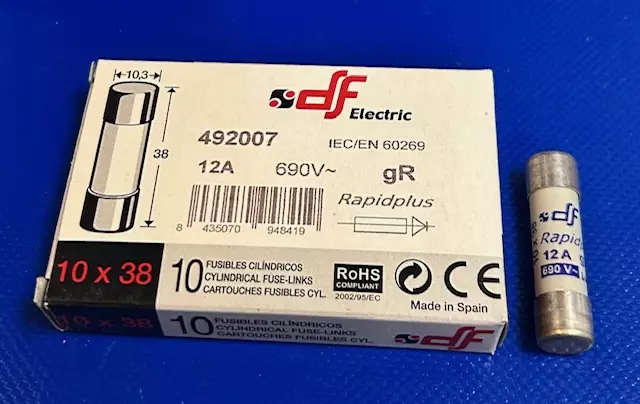 10,3
38
df Electric
492007
IEC/EN 60269
12A 690V~ gR
Rapidplus
8 435070 948419
10 x 38
10 FUSIBLES CILÍNDRICOS
CYLINDRICAL FUSE-LINKS
CARTOUCHES FUSIBLES CYL.
RoHS
COMPLIANT
2002/95/EC
CE
Made in Spain
10 x 38
10 FUSIBLES CILÍNDRICOS
CYLINDRICAL FUSE-LINKS
CARTOUCHES FUSIBLES CYL.
df
df
Rapid
12 A
690 V~